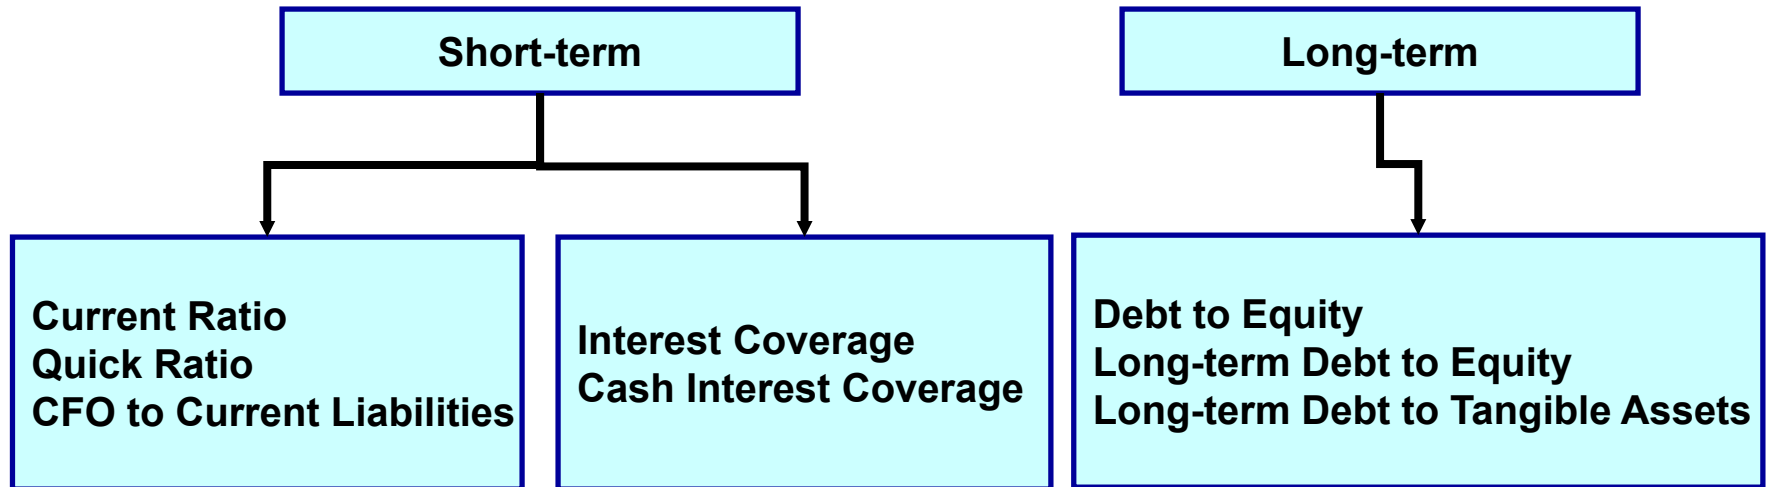 Short-term
Long-term
Current Ratio
Quick Ratio
CFO to Current Liabilities
Interest Coverage
Cash Interest Coverage
Debt to Equity
Long-term Debt to Equity
Long-term Debt to Tangible Assets